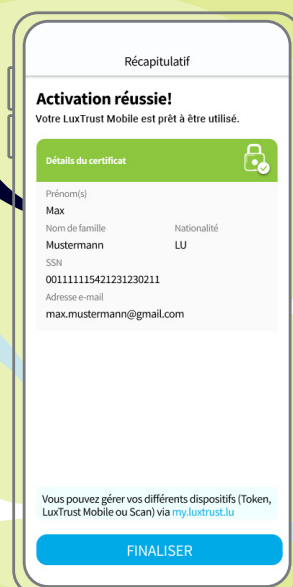 Récapitulatif
Activation réussie!
Votre LuxTrust Mobile est prêt à être utilisé.
Détails du certificat
Prénom(s)
Max
Nom de famille Nationalité
Mustermann LU
SSN
001111115421231230211
Adresse e-mail
max.mustermann@gmail.com
Vous pouvez gérer vos différents dispositifs (Token,
LuxTrust Mobile ou Scan) via my.luxtrust.lu
FINALISER